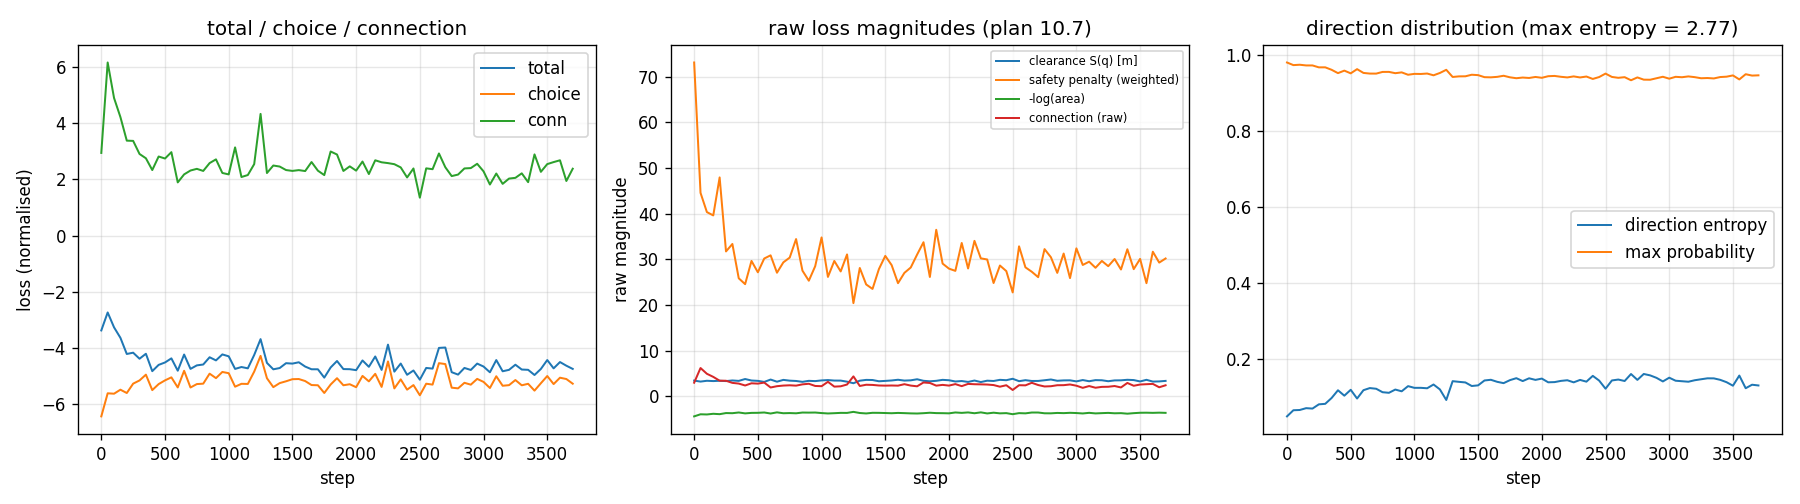 total / choice / connection
loss (normalised)
6
4
2
0
−2
−4
−6
total
choice
conn
0 500 1000 1500 2000 2500 3000 3500
step
raw loss magnitudes (plan 10.7)
raw magnitude
70
60
50
40
30
20
10
0
clearance S(q) [m]
safety penalty (weighted)
-log(area)
connection (raw)
0 500 1000 1500 2000 2500 3000 3500
step
direction distribution (max entropy = 2.77)
1.0
0.8
0.6
0.4
0.2
direction entropy
max probability
0 500 1000 1500 2000 2500 3000 3500
step